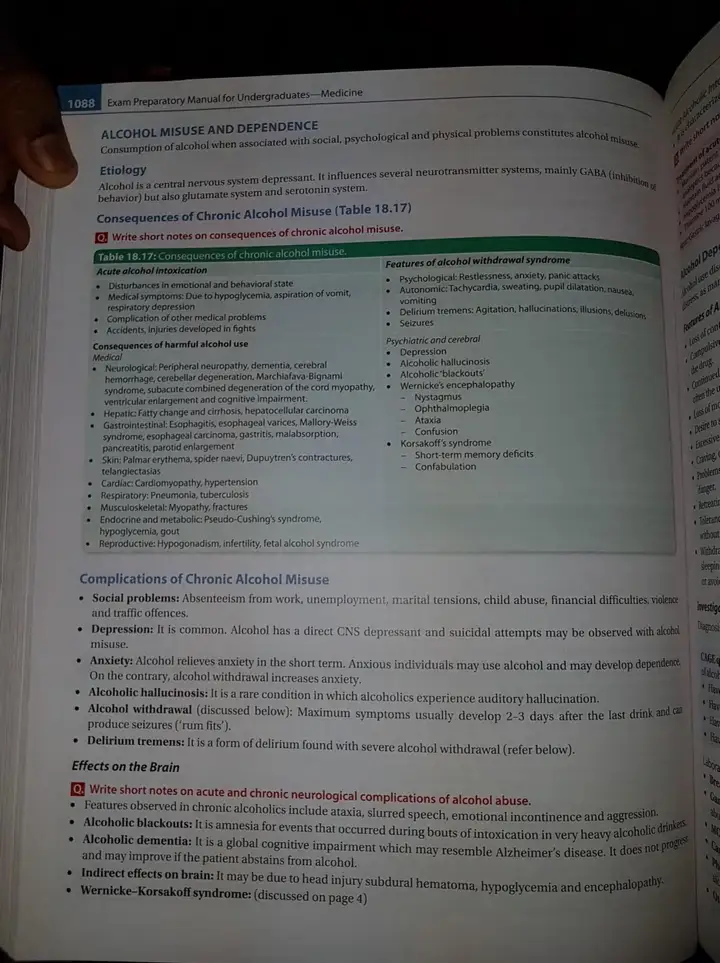 1088 Exam Preparatory Manual for Undergraduates—Medicine
ALCOHOL MISUSE AND DEPENDENCE
Consumption of alcohol when associated with social, psychological and physical problems constitutes alcohol misuse.
Etiology
Alcohol is a central nervous system depressant. It influences several neurotransmitter systems, mainly GABA (inhibition of
behavior) but also glutamate system and serotonin system.
Consequences of Chronic Alcohol Misuse (Table 18.17)
Q. Write short notes on consequences of chronic alcohol misuse.
Table 18.17: Consequences of chronic alcohol misuse.
Acute alcohol intoxication
• Disturbances in emotional and behavioral state
• Medical symptoms: Due to hypoglycemia, aspiration of vomit,
respiratory depression
• Complication of other medical problems
• Accidents, injuries developed in fights
Consequences of harmful alcohol use
Medical
• Neurological: Peripheral neuropathy, dementia, cerebral
hemorrhage, cerebellar degeneration, Marchiafava-Bignami
syndrome, subacute combined degeneration of the cord myopathy,
ventricular enlargement and cognitive impairment.
• Hepatic: Fatty change and cirrhosis, hepatocellular carcinoma
• Gastrointestinal: Esophagitis, esophageal varices, Mallory-Weiss
syndrome, esophageal carcinoma, gastritis, malabsorption,
pancreatitis, parotid enlargement
• Skin: Palmar erythema, spider naevi, Dupuytren's contractures,
telangiectasias
• Cardiac: Cardiomyopathy, hypertension
• Respiratory: Pneumonia, tuberculosis
• Musculoskeletal: Myopathy, fractures
• Endocrine and metabolic: Pseudo-Cushing's syndrome,
hypoglycemia, gout
• Reproductive: Hypogonadism, infertility, fetal alcohol syndrome
Features of alcohol withdrawal syndrome
• Psychological: Restlessness, anxiety, panic attacks
• Autonomic: Tachycardia, sweating, pupil dilatation, nausea,
vomiting
• Delirium tremens: Agitation, hallucinations, illusions, delusions
• Seizures
Psychiatric and cerebral
• Depression
• Alcoholic hallucinosis
• Alcoholic 'blackouts'
• Wernicke's encephalopathy
– Nystagmus
– Ophthalmoplegia
– Ataxia
– Confusion
• Korsakoff's syndrome
– Short-term memory deficits
– Confabulation
Complications of Chronic Alcohol Misuse
• Social problems: Absenteeism from work, unemployment, marital tensions, child abuse, financial difficulties, violence
and traffic offences.
• Depression: It is common. Alcohol has a direct CNS depressant and suicidal attempts may be observed with alcohol
misuse.
• Anxiety: Alcohol relieves anxiety in the short term. Anxious individuals may use alcohol and may develop dependence.
On the contrary, alcohol withdrawal increases anxiety.
• Alcoholic hallucinosis: It is a rare condition in which alcoholics experience auditory hallucination.
• Alcohol withdrawal (discussed below): Maximum symptoms usually develop 2–3 days after the last drink and can
produce seizures ('rum fits').
• Delirium tremens: It is a form of delirium found with severe alcohol withdrawal (refer below).
Effects on the Brain
Q. Write short notes on acute and chronic neurological complications of alcohol abuse.
• Features observed in chronic alcoholics include ataxia, slurred speech, emotional incontinence and aggression.
• Alcoholic blackouts: It is amnesia for events that occurred during bouts of intoxication in very heavy alcoholic drinkers.
• Alcoholic dementia: It is a global cognitive impairment which may resemble Alzheimer's disease. It does not progress
and may improve if the patient abstains from alcohol.
• Indirect effects on brain: It may be due to head injury subdural hematoma, hypoglycemia and encephalopathy.
• Wernicke–Korsakoff syndrome: (discussed on page 4)